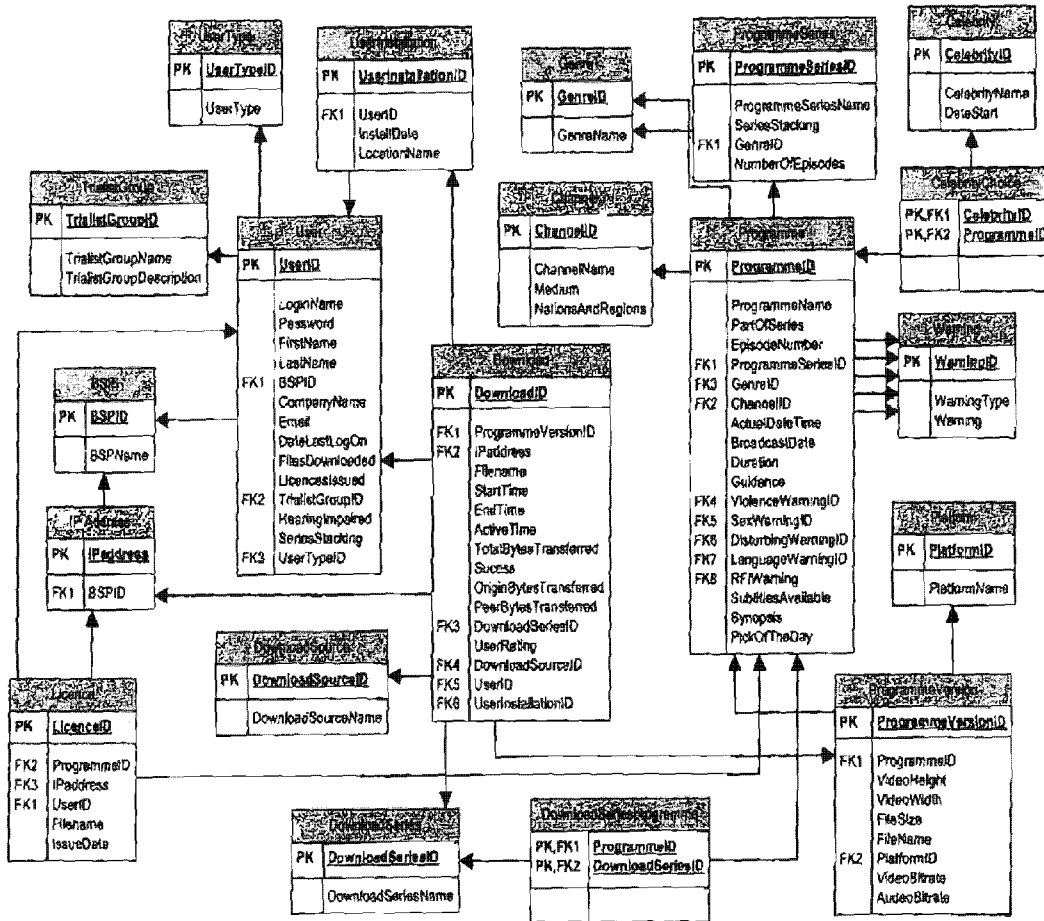 UserType
PK UserTypeID
UserType
UserInstallation
PK UserInstallationID
FK1 UserID
InstallDate
LocationName
Genre
PK GenreID
GenreName
ProgrammeSeries
PK ProgrammeSeriesID
ProgrammeSeriesName
SeriesStacking
FK1 GenreID
NumberOfEpisodes
Celebrity
PK CelebrityID
CelebrityName
DateStart
TrialistGroup
PK TrialistGroupID
TrialistGroupName
TrialistGroupDescription
User
PK UserID
LoginName
Password
FirstName
LastName
FK1 BSPID
CompanyName
Email
DateLastLogOn
FilesDownloaded
LicencesIssued
FK2 TrialistGroupID
HearingImpaired
SeriesStacking
FK3 UserTypeID
Channel
PK ChannelID
ChannelName
Medium
NationsAndRegions
Programme
PK ProgrammeID
ProgrammeName
PartOfSeries
EpisodeNumber
FK1 ProgrammeSeriesID
FK3 GenreID
FK2 ChannelID
ActualDateTime
BroadcastDate
Duration
Guidance
FK4 ViolenceWarningID
FK5 SexWarningID
FK6 DisturbingWarningID
FK7 LanguageWarningID
FK8 RFIWarning
SubtitlesAvailable
Synopsis
PickOfTheDay
CelebrityChoice
PK,FK1 CelebrityID
PK,FK2 ProgrammeID
Warning
PK WarningID
WarningType
Warning
BSP
PK BSPID
BSPName
Download
PK DownloadID
FK1 ProgrammeVersionID
FK2 IPaddress
Filename
StartTime
EndTime
ActiveTime
TotalBytesTransferred
Sucess
OriginBytesTransferred
PeerBytesTransferred
FK3 DownloadSeriesID
UserRating
FK4 DownloadSourceID
FK5 UserID
FK6 UserInstallationID
IP Address
PK IPaddress
FK1 BSPID
Platform
PK PlatformID
PlatformName
DownloadSource
PK DownloadSourceID
DownloadSourceName
Licence
PK LicenceID
FK2 ProgrammeID
FK3 IPaddress
FK1 UserID
Filename
IssueDate
ProgrammeVersion
PK ProgrammeVersionID
FK1 ProgrammeID
VideoHeight
VideoWidth
FileSize
FileName
FK2 PlatformID
VideoBitrate
AudeoBitrate
DownloadSeries
PK DownloadSeriesID
DownloadSeriesName
DownloadSeriesProgramme
PK,FK1 ProgrammeID
PK,FK2 DownloadSeriesID